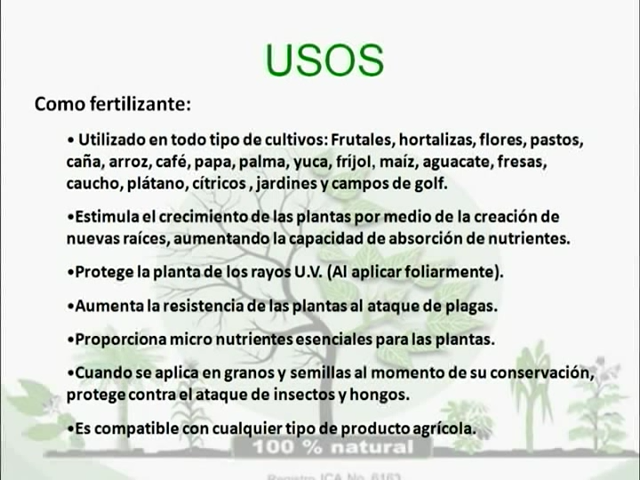 USOS
Como fertilizante:
• Utilizado en todo tipo de cultivos: Frutales, hortalizas, flores, pastos,
caña, arroz, café, papa, palma, yuca, fríjol, maíz, aguacate, fresas,
caucho, plátano, cítricos , jardines y campos de golf.
•Estimula el crecimiento de las plantas por medio de la creación de
nuevas raíces, aumentando la capacidad de absorción de nutrientes.
•Protege la planta de los rayos U.V. (Al aplicar foliarmente).
•Aumenta la resistencia de las plantas al ataque de plagas.
•Proporciona micro nutrientes esenciales para las plantas.
•Cuando se aplica en granos y semillas al momento de su conservación,
protege contra el ataque de insectos y hongos.
•Es compatible con cualquier tipo de producto agrícola.
100 % natural
Registro ICA No.